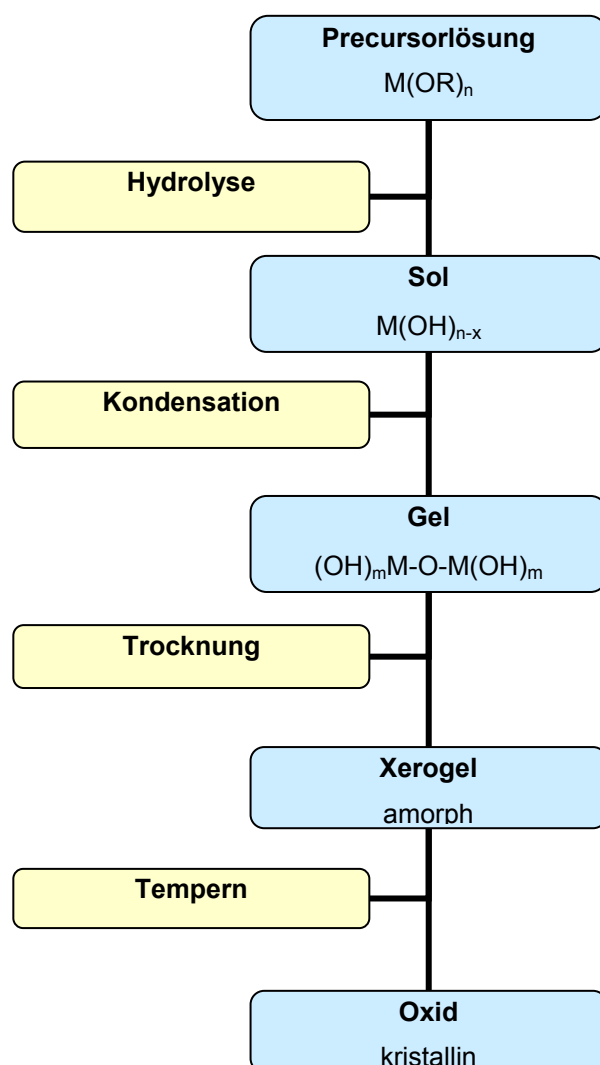 Precursorlösung
M(OR)ₙ
Hydrolyse
Sol
M(OH)ₙ₋ₓ
Kondensation
Gel
(OH)ₘM-O-M(OH)ₘ
Trocknung
Xerogel
amorph
Tempern
Oxid
kristallin